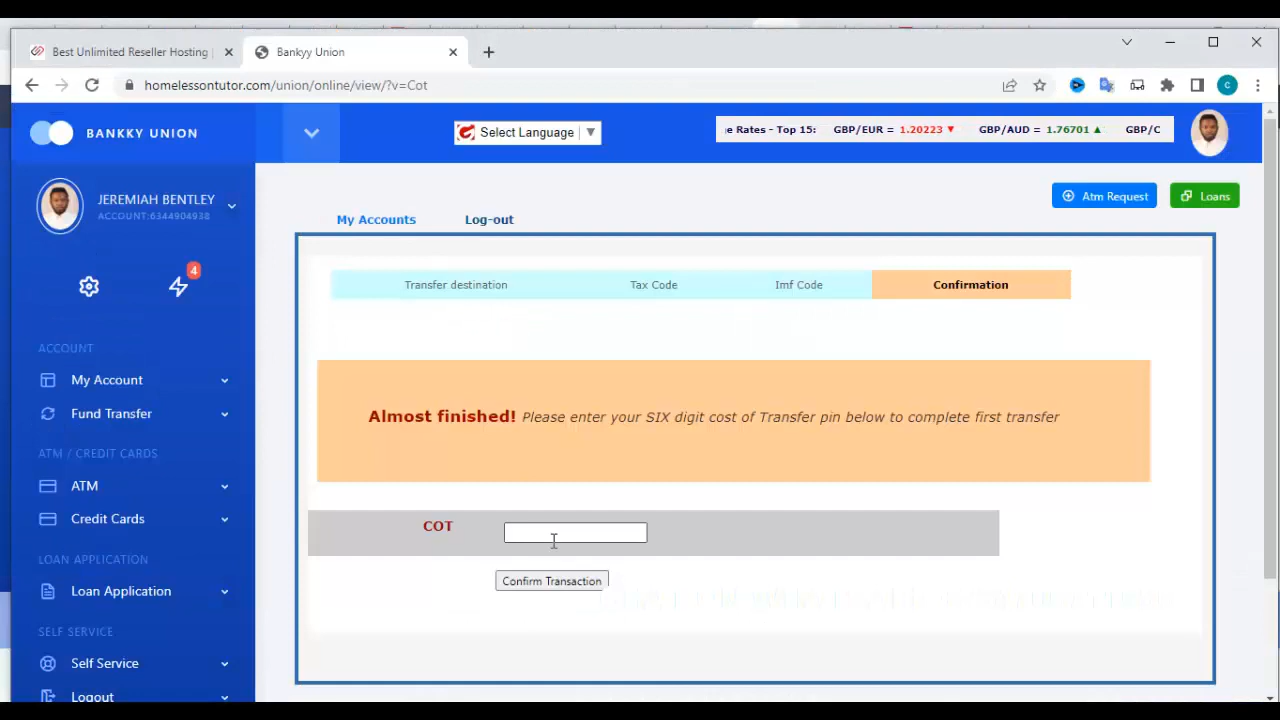 Best Unlimited Reseller Hosting |
Bankyy Union
homelessontutor.com/union/online/view/?v=Cot
C
BANKKY UNION
Select Language
e Rates - Top 15: GBP/EUR = 1.20223 GBP/AUD = 1.76701 GBP/C
JEREMIAH BENTLEY
ACCOUNT:6344904938
Atm Request
Loans
My Accounts
Log-out
4
Transfer destination
Tax Code
Imf Code
Confirmation
ACCOUNT
My Account
Fund Transfer
Almost finished! Please enter your SIX digit cost of Transfer pin below to complete first transfer
ATM / CREDIT CARDS
ATM
Credit Cards
COT
Confirm Transaction
LOAN APPLICATION
Loan Application
SELF SERVICE
Self Service
Logout